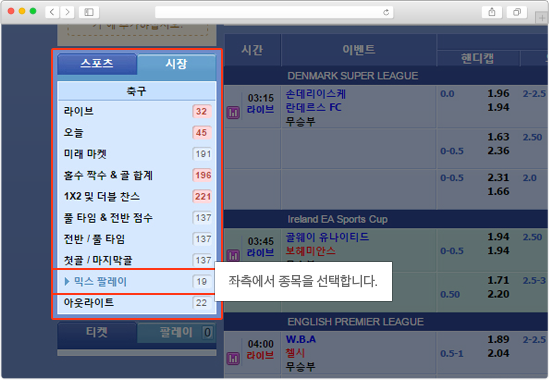 스포츠 시장
축구
라이브 32
오늘 45
미래 마켓 191
홀수 짝수 & 골 합계 196
1X2 및 더블 찬스 221
풀 타임 & 전반 점수 137
전반 / 풀 타임 137
첫골 / 마지막골 137
믹스 팔레이 19
아웃라이트 22
티켓 팔레이 0
좌측에서 종목을 선택합니다.
시간 이벤트 핸디캡
DENMARK SUPER LEAGUE
03:15 손데리이스케 0.0 1.96 2-2.5
라이브 란데르스 FC 1.94
무승부
1.63 2.50
0-0.5 2.36
2.31 2.0
0-0.5 1.66
Ireland EA Sports Cup
03:45 골웨이 유나이티드 1.94 2.50
라이브 보헤미안스 0-0.5 1.94
무승부
1.71 2.5-3
0.50 2.20
ENGLISH PREMIER LEAGUE
04:00 W.B.A 1.89 2-2.5
라이브 첼시 0.5-1 2.04
무승부